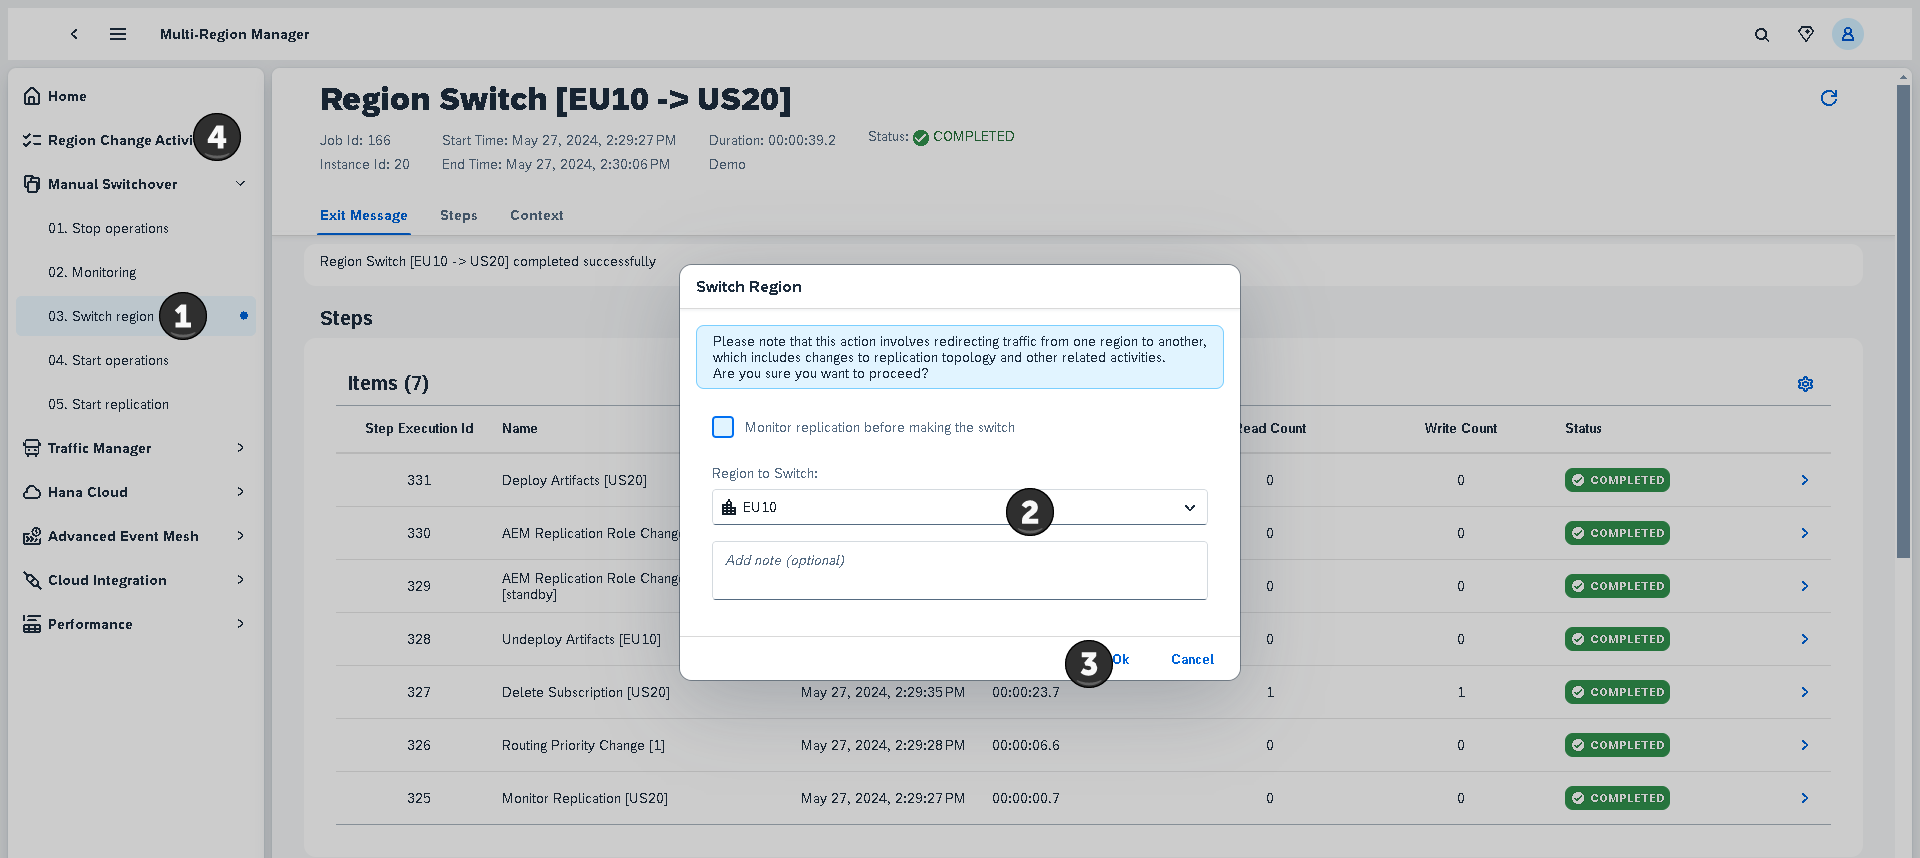 Multi-Region Manager
Home
Region Change Activi
4
Manual Switchover
01. Stop operations
02. Monitoring
03. Switch region
1
04. Start operations
05. Start replication
Traffic Manager
Hana Cloud
Advanced Event Mesh
Cloud Integration
Performance
Region Switch [EU10 -> US20]
Job Id: 166
Start Time: May 27, 2024, 2:29:27 PM
Duration: 00:00:39.2
Status: COMPLETED
Instance Id: 20
End Time: May 27, 2024, 2:30:06 PM
Demo
Exit Message
Steps
Context
Region Switch [EU10 -> US20] completed successfully
Steps
Items (7)
Step Execution Id Name Read Count Write Count Status
331 Deploy Artifacts [US20] 0 0 COMPLETED
330 AEM Replication Role Chang 0 0 COMPLETED
329 AEM Replication Role Chang 0 0 COMPLETED
[standby]
328 Undeploy Artifacts [EU10] 0 0 COMPLETED
327 Delete Subscription [US20] May 27, 2024, 2:29:35 PM 00:00:23.7 1 1 COMPLETED
326 Routing Priority Change [1] May 27, 2024, 2:29:28 PM 00:00:06.6 0 0 COMPLETED
325 Monitor Replication [US20] May 27, 2024, 2:29:27 PM 00:00:00.7 0 0 COMPLETED
Switch Region
Please note that this action involves redirecting traffic from one region to another,
which includes changes to replication topology and other related activities.
Are you sure you want to proceed?
Monitor replication before making the switch
Region to Switch:
EU10
2
Add note (optional)
3
Ok
Cancel